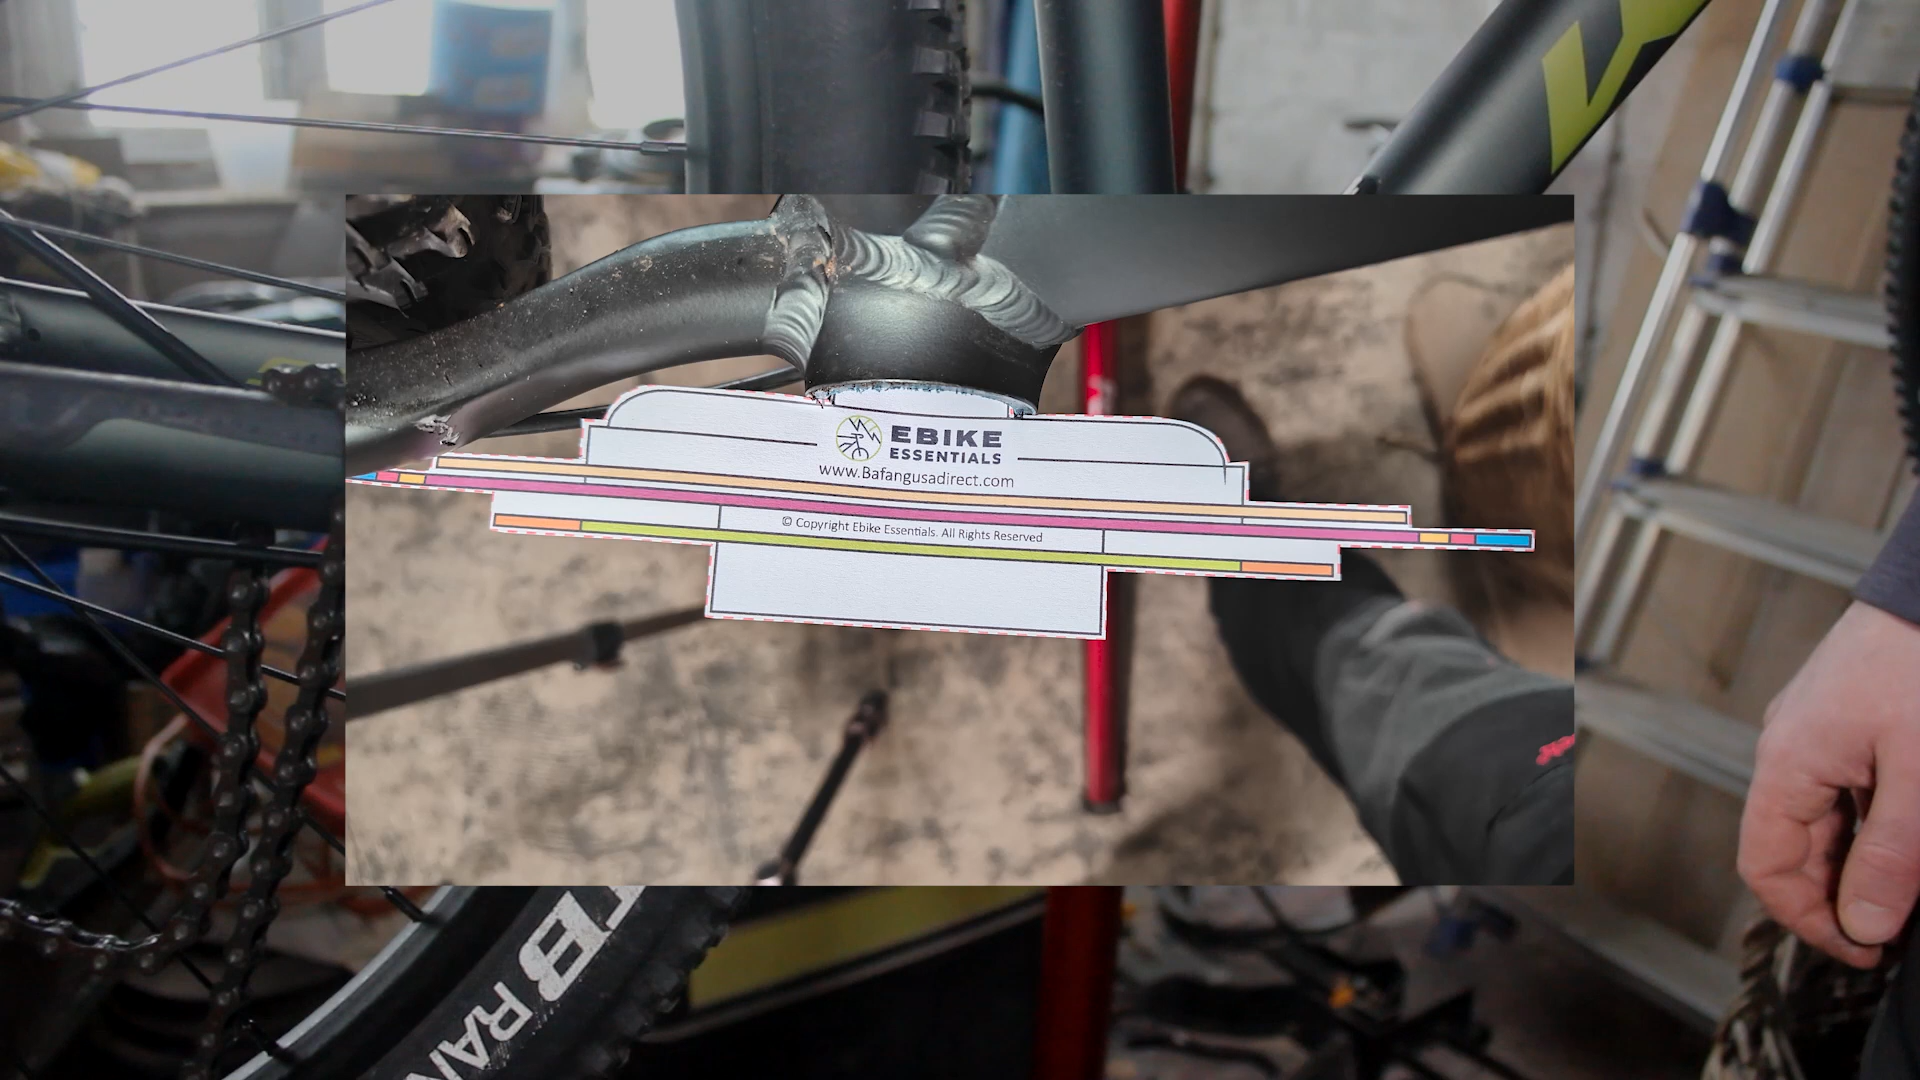 EBIKE
ESSENTIALS
www.Bafangusadirect.com
© Copyright Ebike Essentials. All Rights Reserved